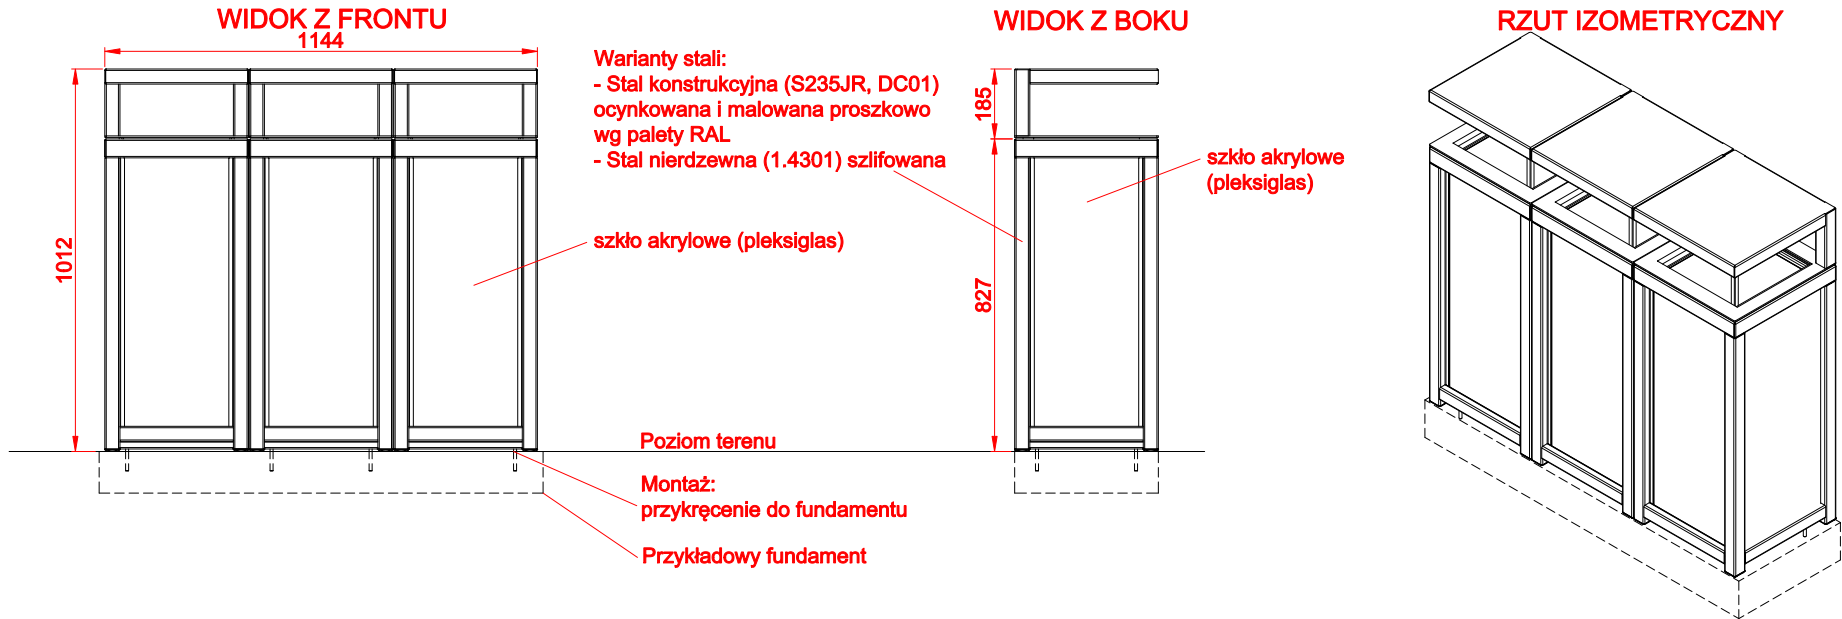 WIDOK Z FRONTU
1144
1012
Warianty stali:
- Stal konstrukcyjna (S235JR, DC01)
ocynkowana i malowana proszkowo
wg palety RAL
- Stal nierdzewna (1.4301) szlifowana
szkło akrylowe (pleksiglas)
Poziom terenu
Montaż:
przykręcenie do fundamentu
Przykładowy fundament
WIDOK Z BOKU
185
827
szkło akrylowe
(pleksiglas)
RZUT IZOMETRYCZNY